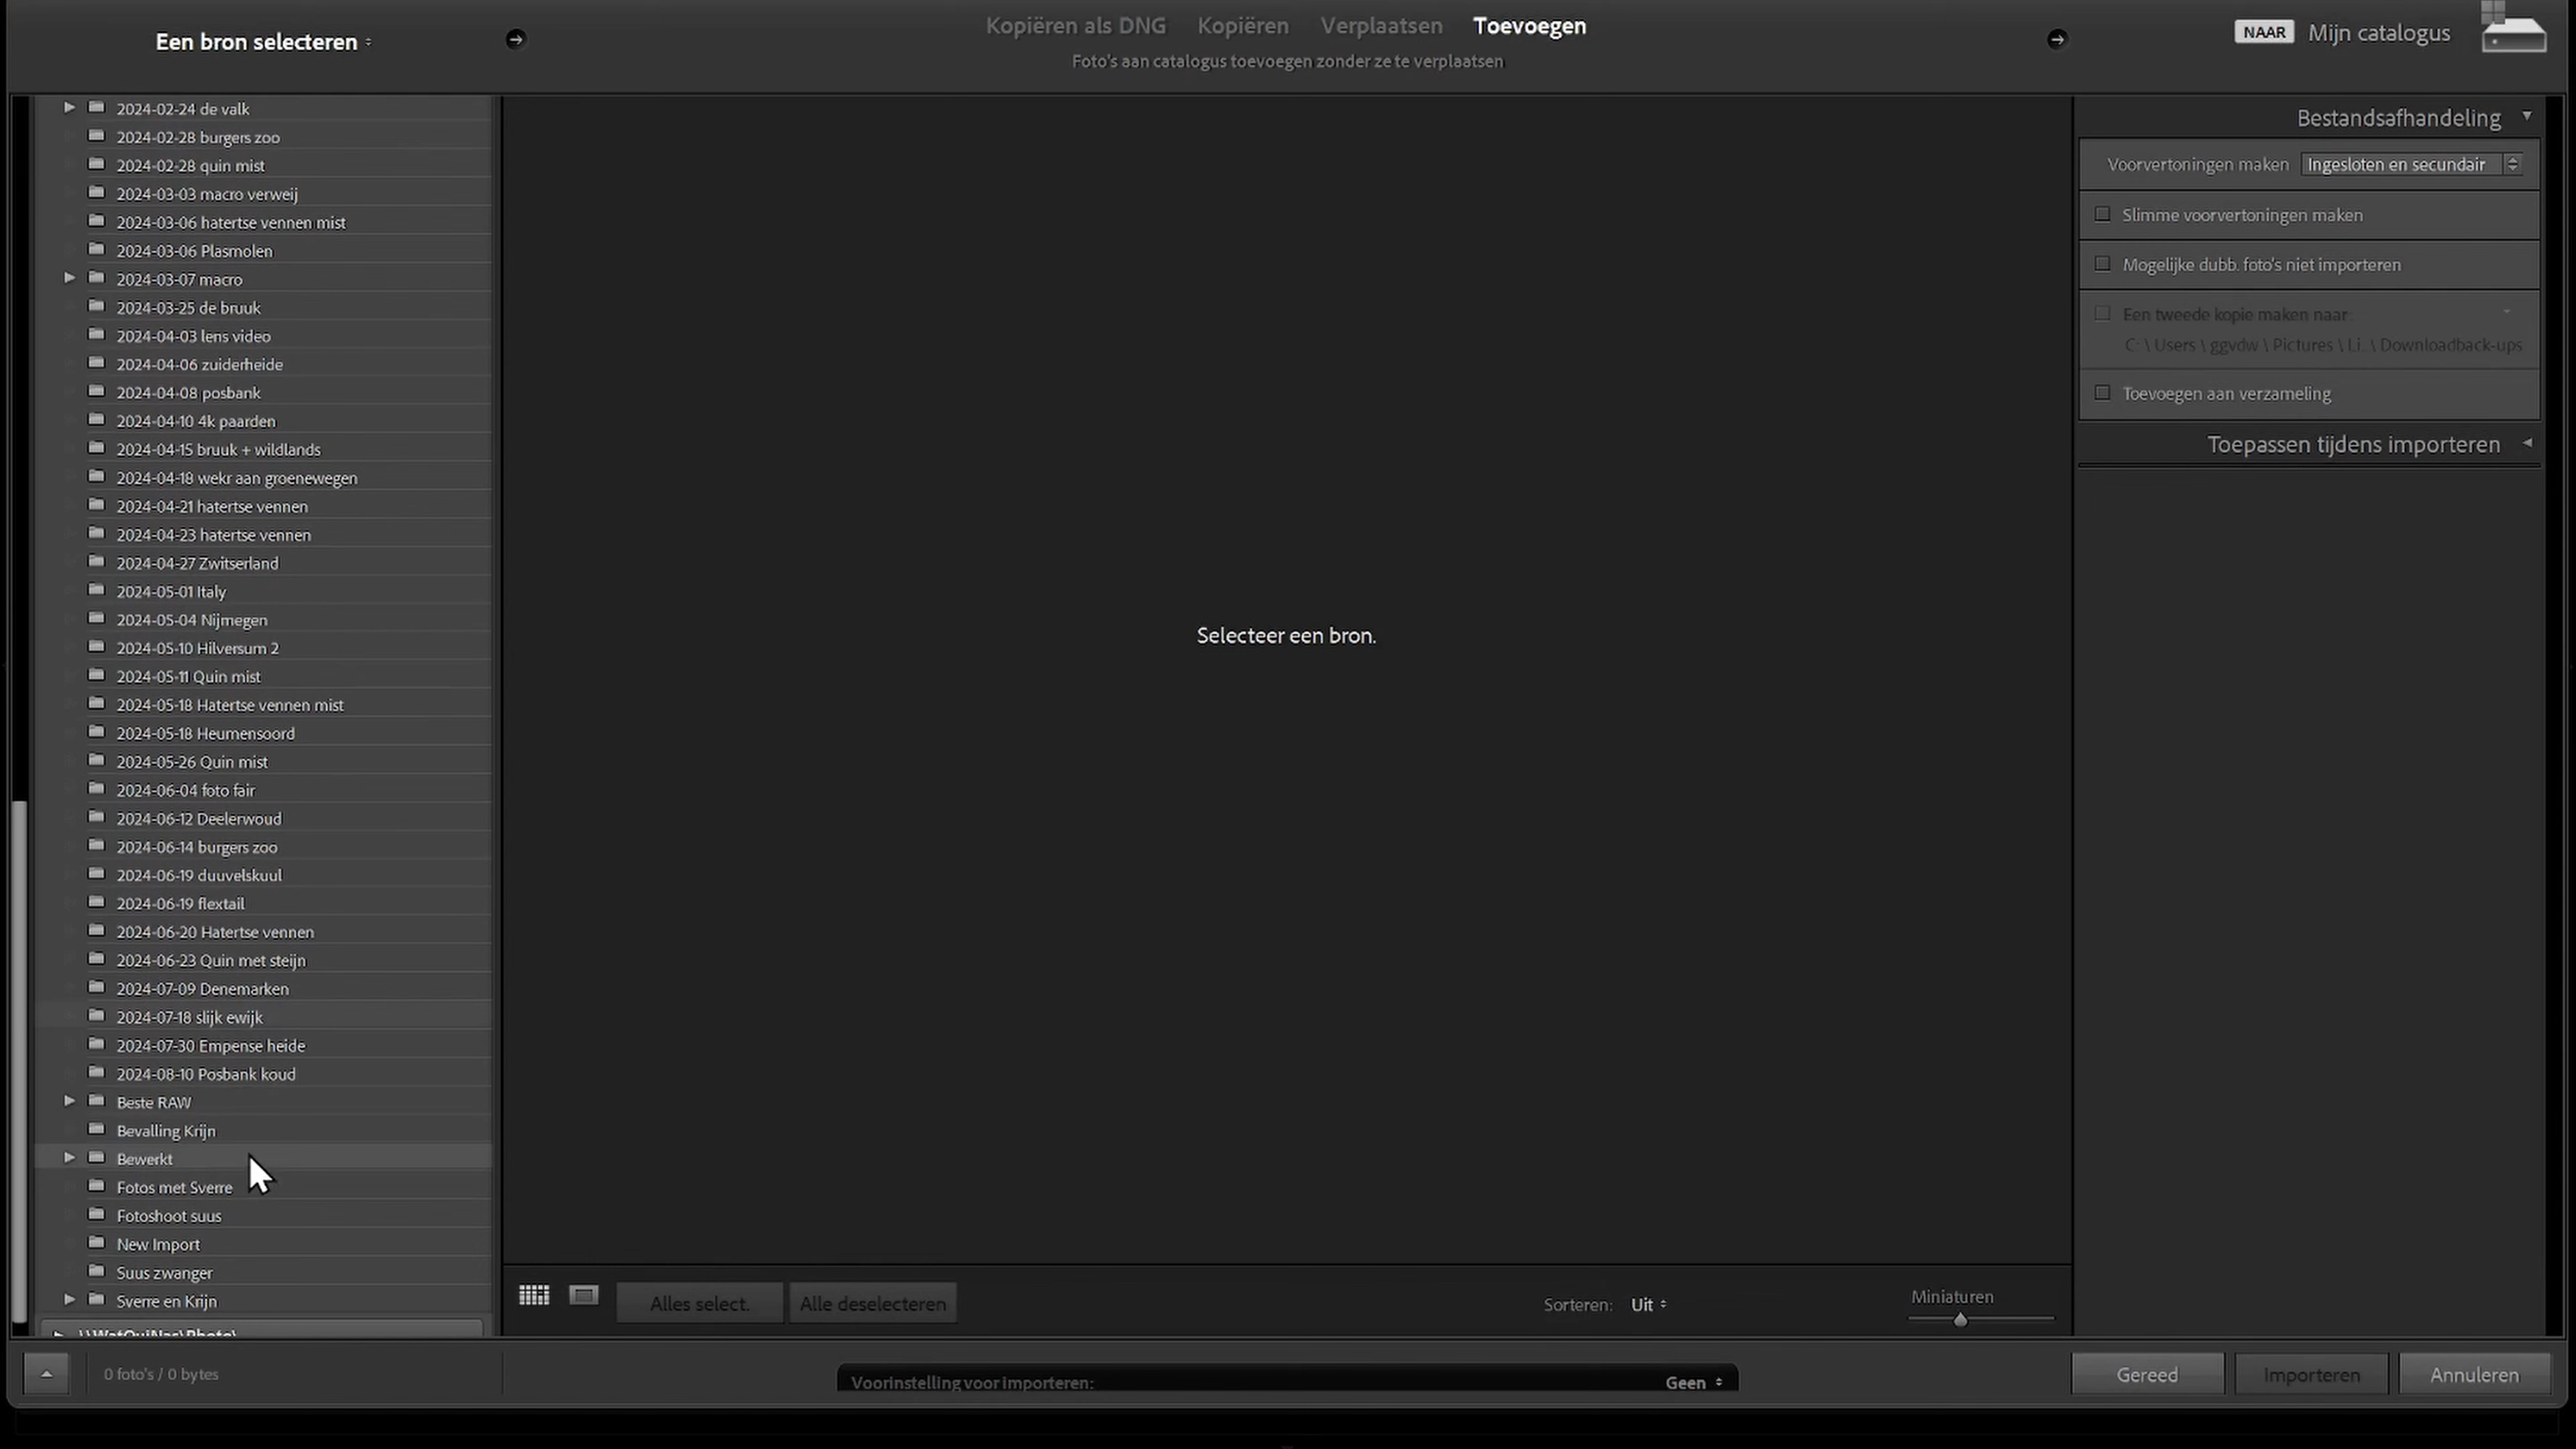 Een bron selecteren
Kopiëren als DNG Kopiëren Verplaatsen Toevoegen
Foto's aan catalogus toevoegen zonder ze te verplaatsen
NAAR Mijn catalogus
2024-02-24 de valk
2024-02-28 burgers zoo
2024-02-28 quin mist
2024-03-03 macro verweij
2024-03-06 hatertse vennen mist
2024-03-06 Plasmolen
2024-03-07 macro
2024-03-25 de bruuk
2024-04-03 lens video
2024-04-06 zuiderheide
2024-04-08 posbank
2024-04-10 4k paarden
2024-04-15 bruuk + wildlands
2024-04-18 wekr aan groenewegen
2024-04-21 hatertse vennen
2024-04-23 hatertse vennen
2024-04-27 Zwitserland
2024-05-01 Italy
2024-05-04 Nijmegen
2024-05-10 Hilversum 2
2024-05-11 Quin mist
2024-05-18 Hatertse vennen mist
2024-05-18 Heumensoord
2024-05-26 Quin mist
2024-06-04 foto fair
2024-06-12 Deelerwoud
2024-06-14 burgers zoo
2024-06-19 duuvelskuul
2024-06-19 flextail
2024-06-20 Hatertse vennen
2024-06-23 Quin met steijn
2024-07-09 Denemarken
2024-07-18 slijk ewijk
2024-07-30 Empense heide
2024-08-10 Posbank koud
Beste RAW
Bevalling Krijn
Bewerkt
Fotos met Sverre
Fotoshoot suus
New Import
Suus zwanger
Sverre en Krijn
\\WatQuiNas\Photo\
Selecteer een bron.
Bestandsafhandeling
Voorvertoningen maken Ingesloten en secundair
Slimme voorvertoningen maken
Mogelijke dubb. foto's niet importeren
Een tweede kopie maken naar:
C: \ Users \ ggvdw \ Pictures \ Li...\ Downloadback-ups
Toevoegen aan verzameling
Toepassen tijdens importeren
Alles select. Alle deselecteren Sorteren: Uit Miniaturen
0 foto's / 0 bytes
Voorinstelling voor importeren: Geen
Gereed Importeren Annuleren